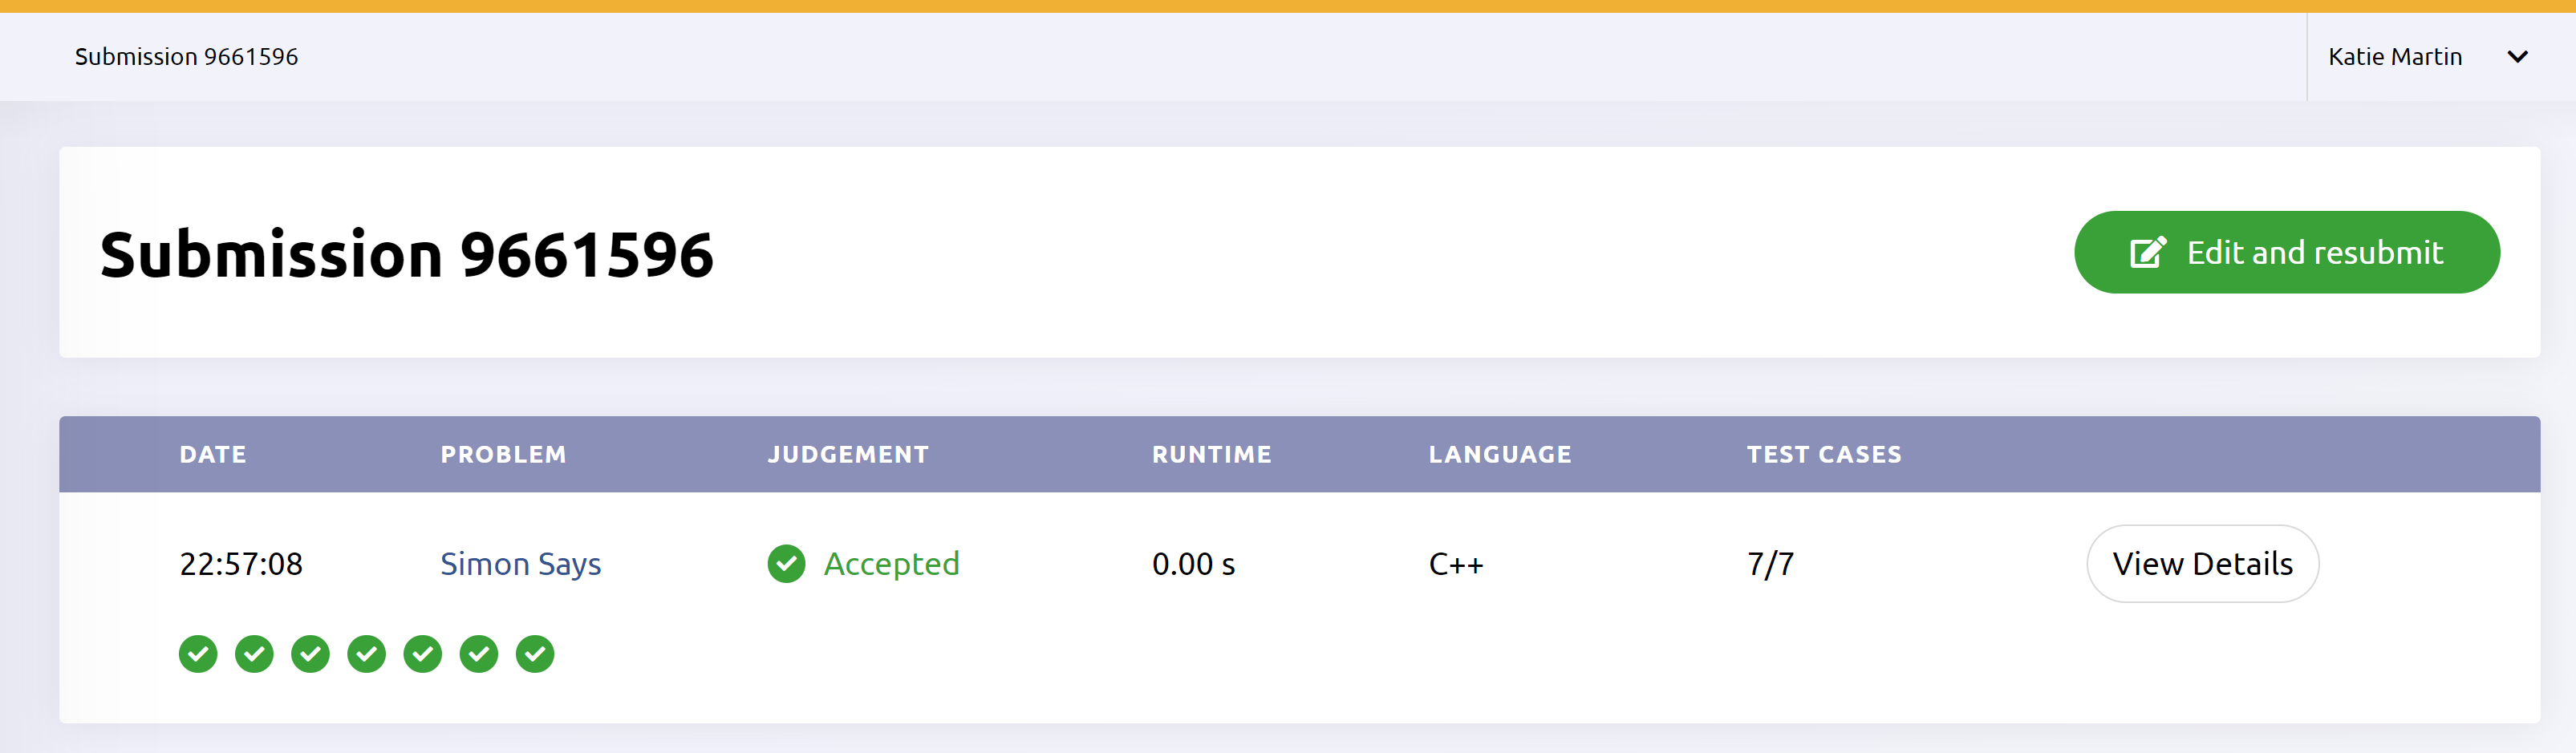 Submission 9661596
Katie Martin
Submission 9661596
Edit and resubmit
DATE PROBLEM JUDGEMENT RUNTIME LANGUAGE TEST CASES
22:57:08 Simon Says Accepted 0.00 s C++ 7/7 View Details